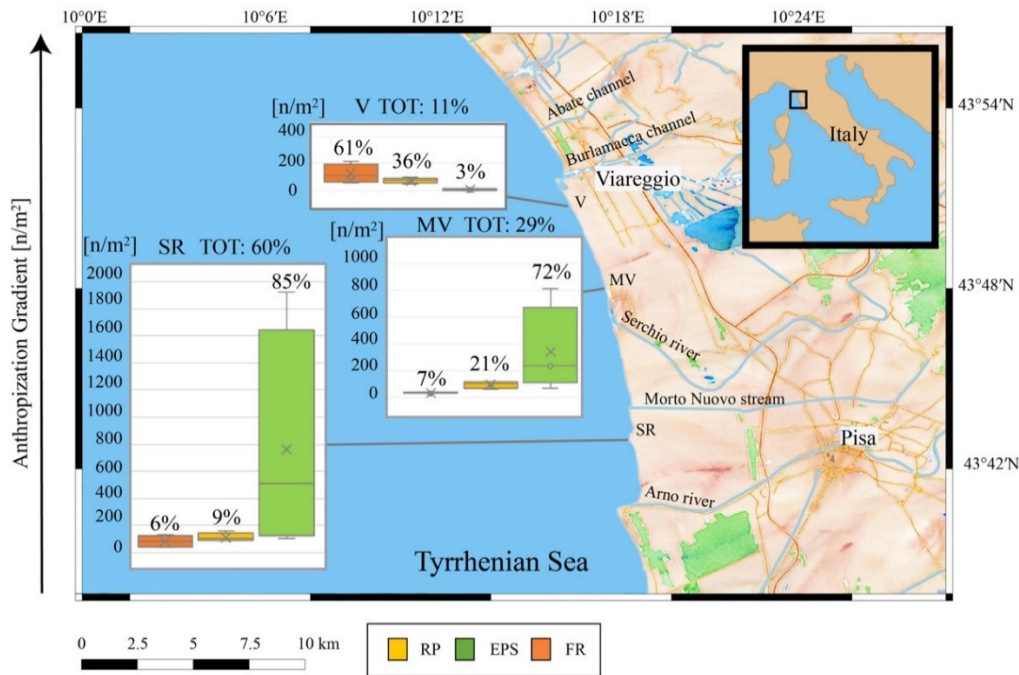 10°0′E 10°6′E 10°12′E 10°18′E 10°24′E
Anthropization Gradient [n/m²]
[n/m²] V TOT: 11%
400
200
0
61% 36% 3%
[n/m²] MV TOT: 29%
1000
800
600
400
200
0
7% 21% 72%
[n/m²] SR TOT: 60%
2000
1800
1600
1400
1200
1000
800
600
400
200
0
6% 9% 85%
Abate channel
Burlamacca channel
Viareggio
V
MV
Serchio river
Morto Nuovo stream
SR
Pisa
Arno river
Tyrrhenian Sea
Italy
43°54′N
43°48′N
43°42′N
0 2.5 5 7.5 10 km
RP EPS FR